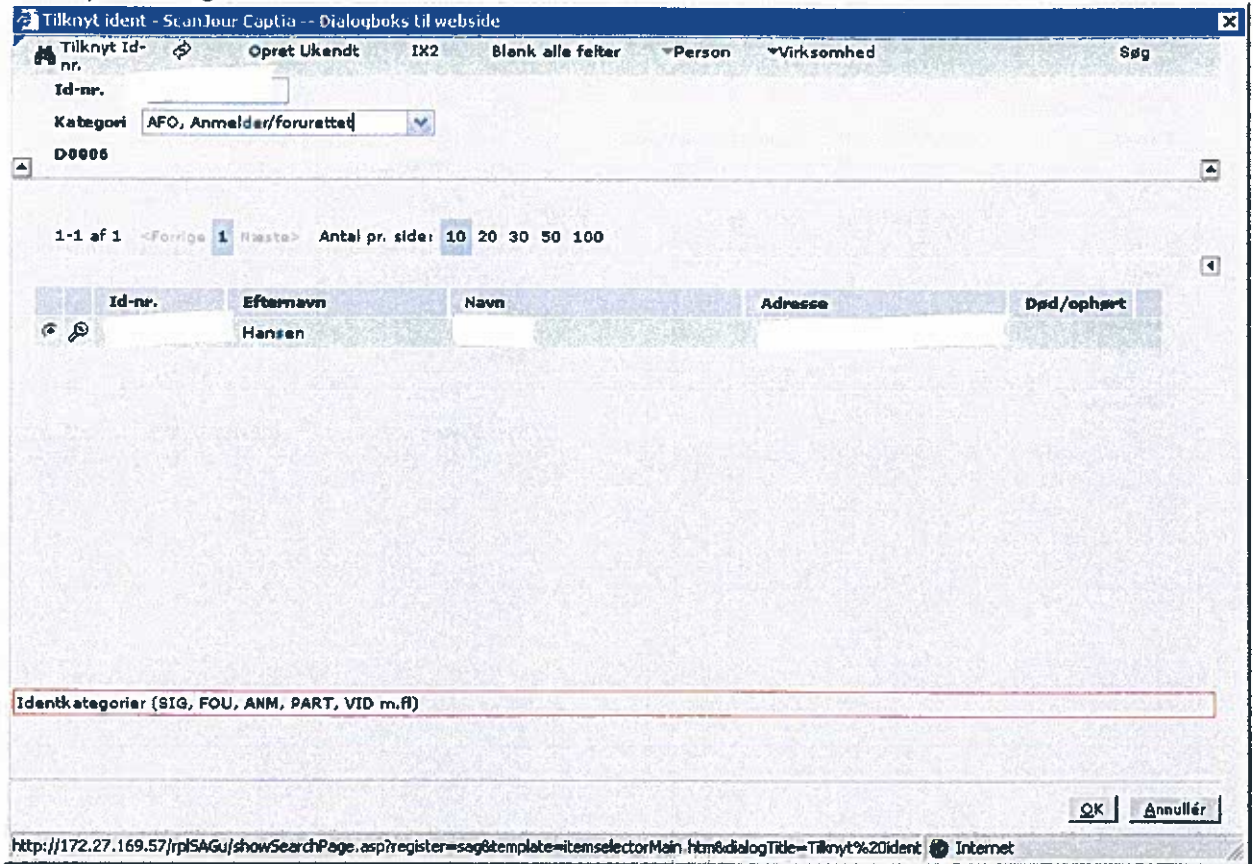 Tilknyt ident - ScanJour Captia -- Dialogboks til webside
Tilknyt Id-nr. Opret Ukendt IX2 Blank alle felter Person Virksomhed Søg
Id-nr.
Kategori AFO, Anmelder/forurettet
D0006
1-1 af 1 <Forrige 1 Næste> Antal pr. side: 10 20 30 50 100
Id-nr. Efternavn Navn Adresse Død/ophørt
Hansen
Identkategorier (SIG, FOU, ANM, PART, VID m.fl)
OK Annullér
http://172.27.169.57/rplSAGu/showSearchPage.asp?register=sag&template=itemselectorMain.htm&dialogTitle=Tilknyt%20ident Internet